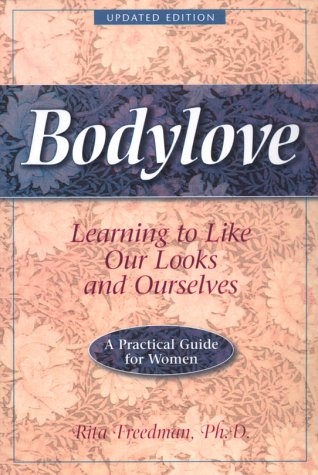 UPDATED EDITION
Bodylove
Learning to Like
Our Looks
and Ourselves
A Practical Guide
for Women
Rita Freedman, Ph.D.